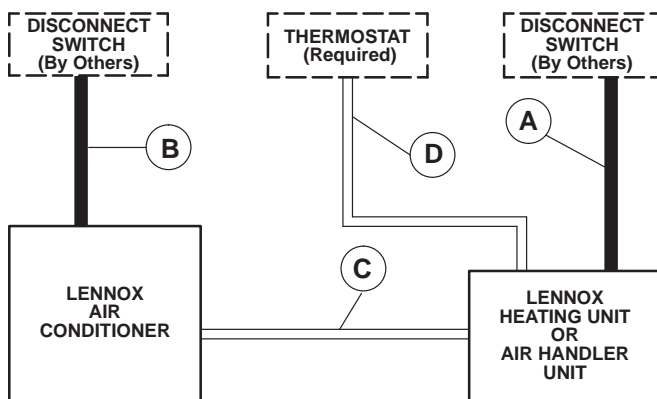 DISCONNECT
SWITCH
(By Others)
THERMOSTAT
(Required)
DISCONNECT
SWITCH
(By Others)
B
D
A
C
LENNOX
AIR
CONDITIONER
LENNOX
HEATING UNIT
OR
AIR HANDLER
UNIT